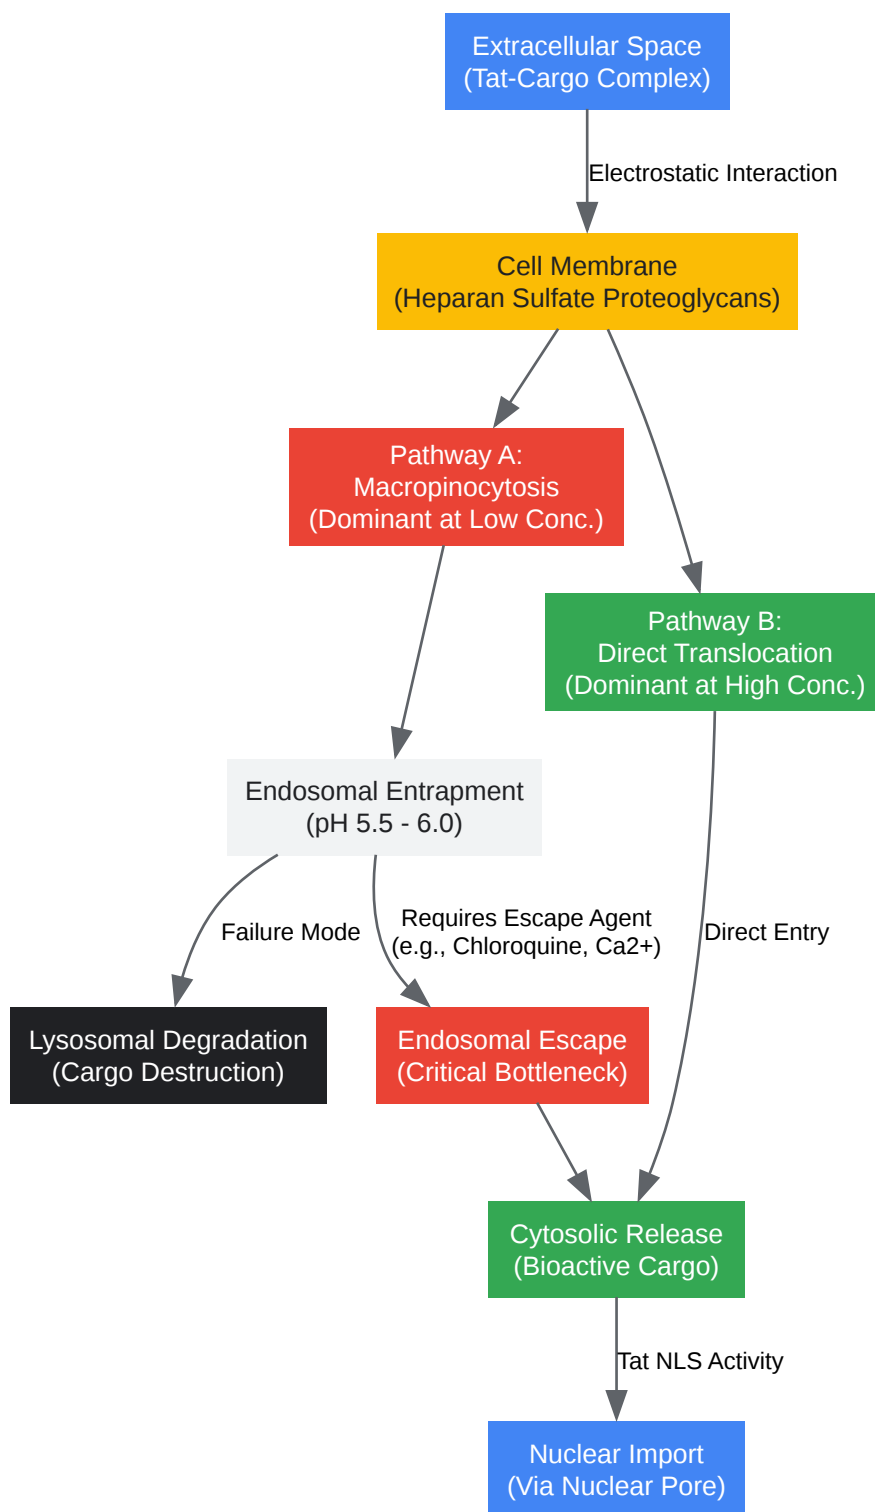 Extracellular Space
(Tat-Cargo Complex)
Electrostatic Interaction
Cell Membrane
(Heparan Sulfate Proteoglycans)
Pathway A:
Macropinocytosis
(Dominant at Low Conc.)
Pathway B:
Direct Translocation
(Dominant at High Conc.)
Endosomal Entrapment
(pH 5.5 - 6.0)
Failure Mode
Requires Escape Agent
(e.g., Chloroquine, Ca2+)
Direct Entry
Lysosomal Degradation
(Cargo Destruction)
Endosomal Escape
(Critical Bottleneck)
Cytosolic Release
(Bioactive Cargo)
Tat NLS Activity
Nuclear Import
(Via Nuclear Pore)